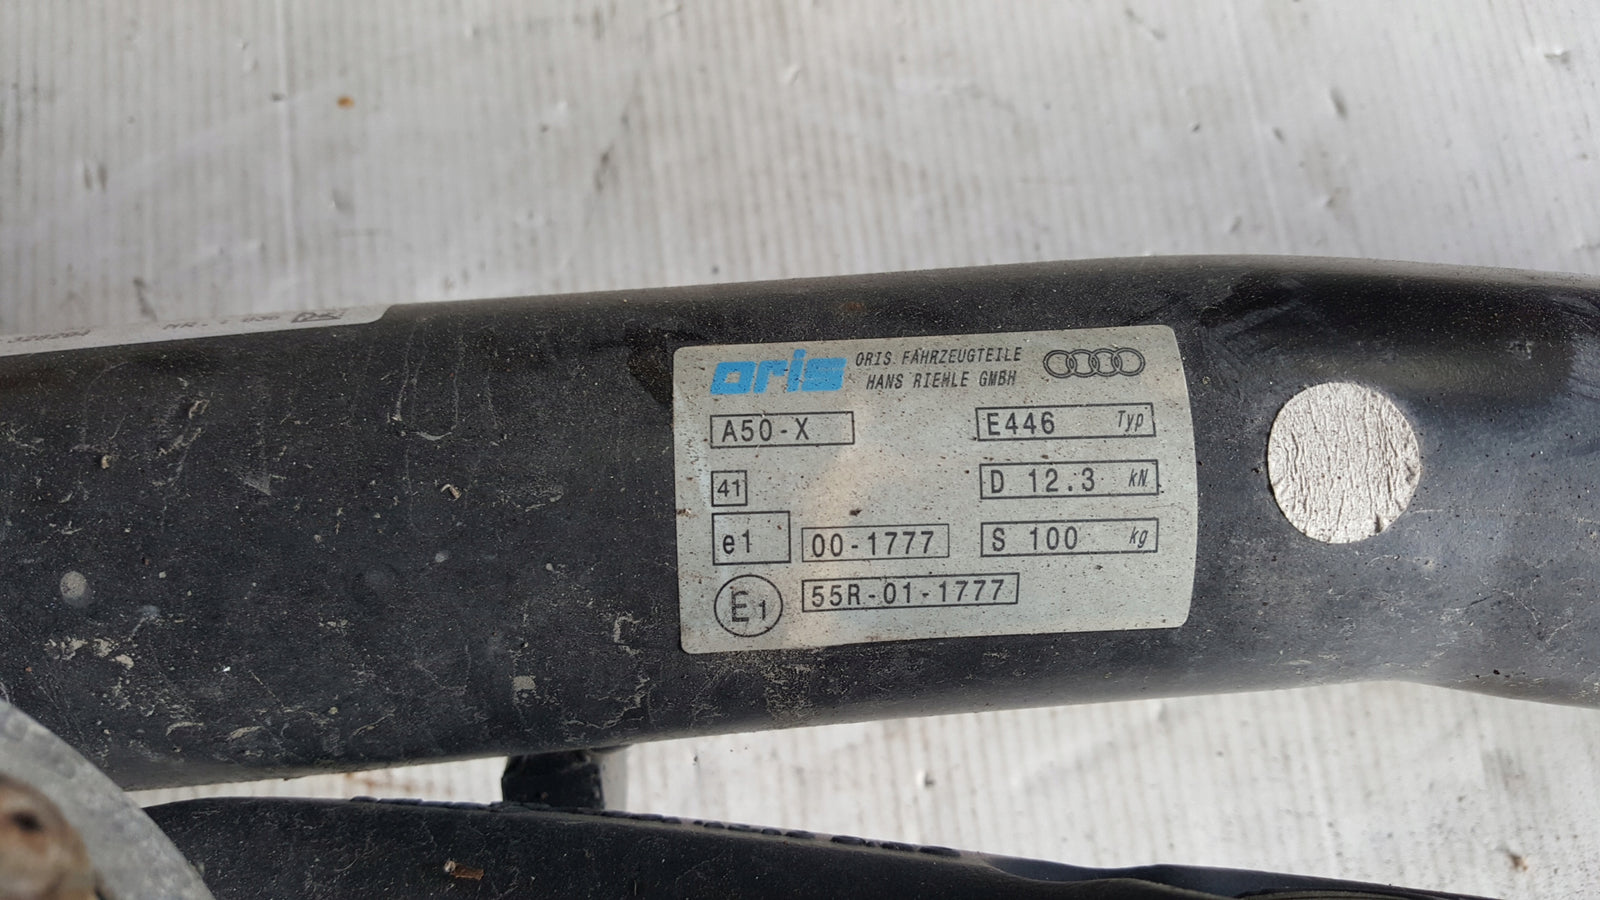 MR.
oris ORIS FAHRZEUGTEILE
HANS RIEHLE GMBH
A50-X E446 Typ
41 D 12.3 kN
e1 00-1777 S 100 kg
E1 55R-01-1777